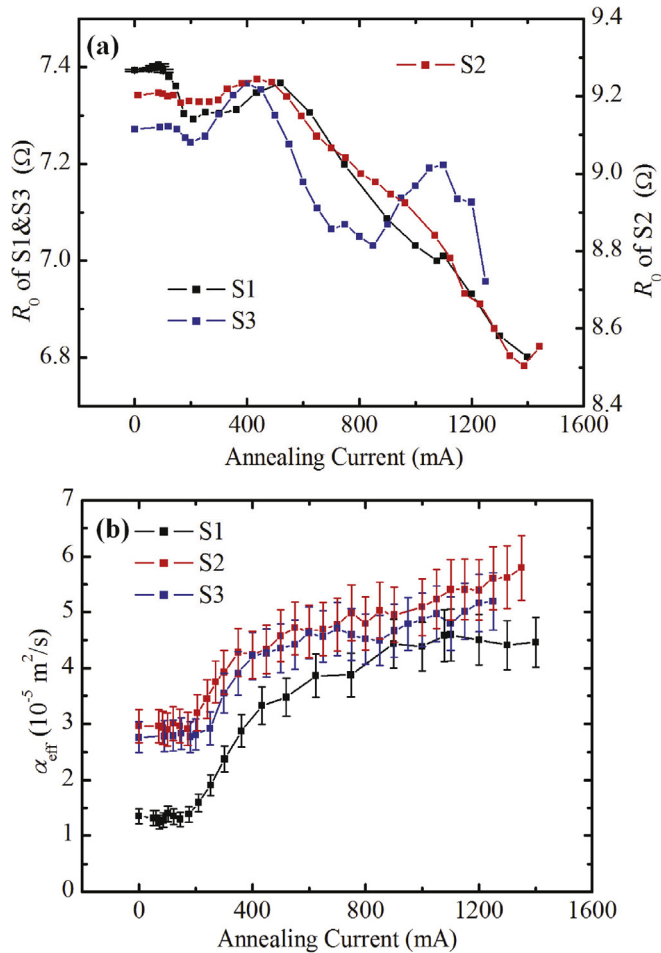 (a)
S2
S1
S3
R0 of S1&S3 (Ω)
7.4
7.2
7.0
6.8
R0 of S2 (Ω)
9.4
9.2
9.0
8.8
8.6
8.4
0 400 800 1200 1600
Annealing Current (mA)
(b)
S1
S2
S3
αeff (10-5 m2/s)
7
6
5
4
3
2
1
0
0 400 800 1200 1600
Annealing Current (mA)